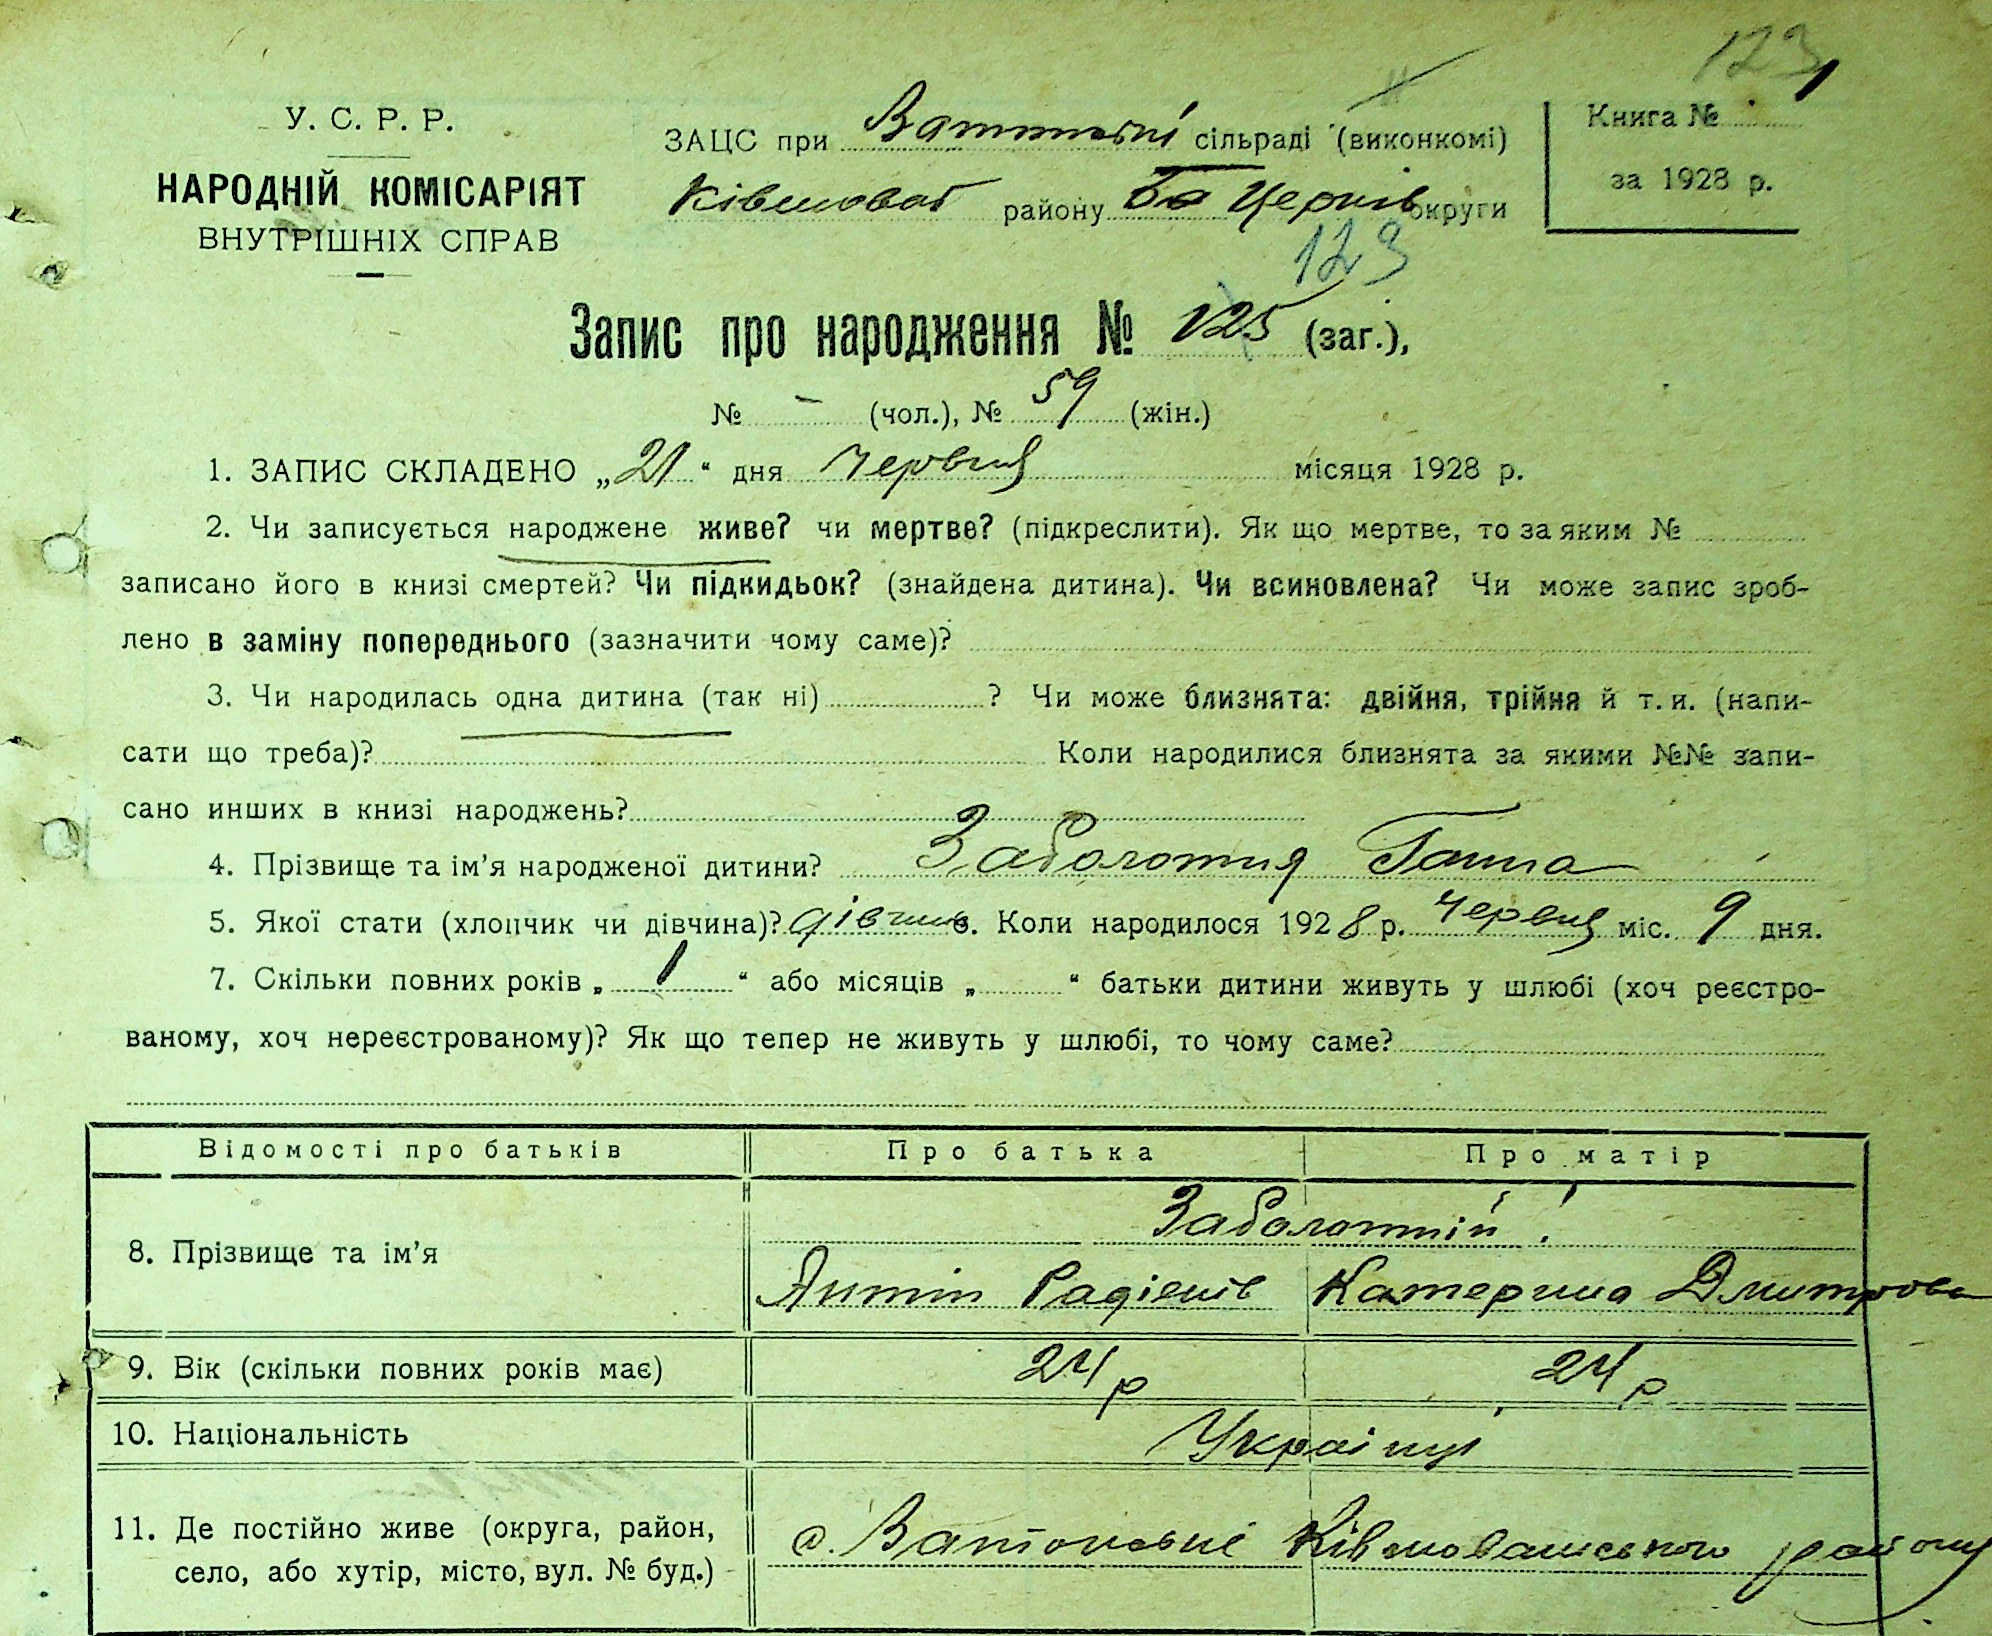 123
У. С. Р. Р.
НАРОДНІЙ КОМІСАРІЯТ
ВНУТРІШНІХ СПРАВ
ЗАЦС при сільраді (виконкомі)
Ківшоват району Бо Церків округи
Книга №
за 1928 р.
123
Запис про народження № 125 (заг.),
№ - (чол.), № 59 (жін.)
1. ЗАПИС СКЛАДЕНО „21“ дня Червня місяця 1928 р.
2. Чи записується народжене живе? чи мертве? (підкреслити). Як що мертве, то за яким №
записано його в книзі смертей? Чи підкидьок? (знайдена дитина). Чи всиновлена? Чи може запис зроб-
лено в заміну попереднього (зазначити чому саме)?
3. Чи народилась одна дитина (так ні) ? Чи може близнята: двійня, трійня й т. и. (напи-
сати що треба)? Коли народилися близнята за якими №№ запи-
сано инших в книзі народжень?
4. Прізвище та ім’я народженої дитини? Заболотня Ганна
5. Якої стати (хлопчик чи дівчина)? дівчин. Коли народилося 1928 р. Червня міс. 9 дня.
7. Скільки повних років „ 1 “ або місяців „ “ батьки дитини живуть у шлюбі (хоч реєстро-
ваному, хоч нереєстрованому)? Як що тепер не живуть у шлюбі, то чому саме?
Відомості про батьків Про батька Про матір
8. Прізвище та ім’я Заболотній
Антін Радіенів Катерина Дмитрова
9. Вік (скільки повних років має) 24 р 24 р
10. Національність Українці
11. Де постійно живе (округа, район,
село, або хутір, місто, вул. № буд.)
с. Ківшоватського району